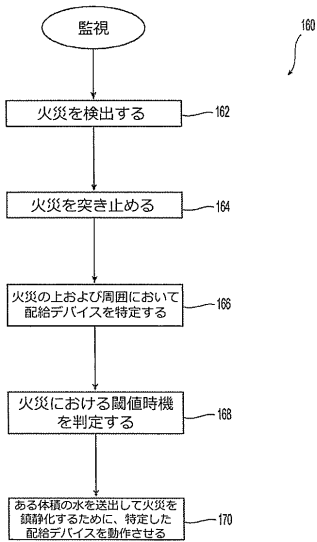 監視
160
火災を検出する
162
火災を突き止める
164
火災の上および周囲において
配給デバイスを特定する
166
火災における閾値時機
を判定する
168
ある体積の水を送出して火災を
鎮静化するために、特定した
配給デバイスを動作させる
170